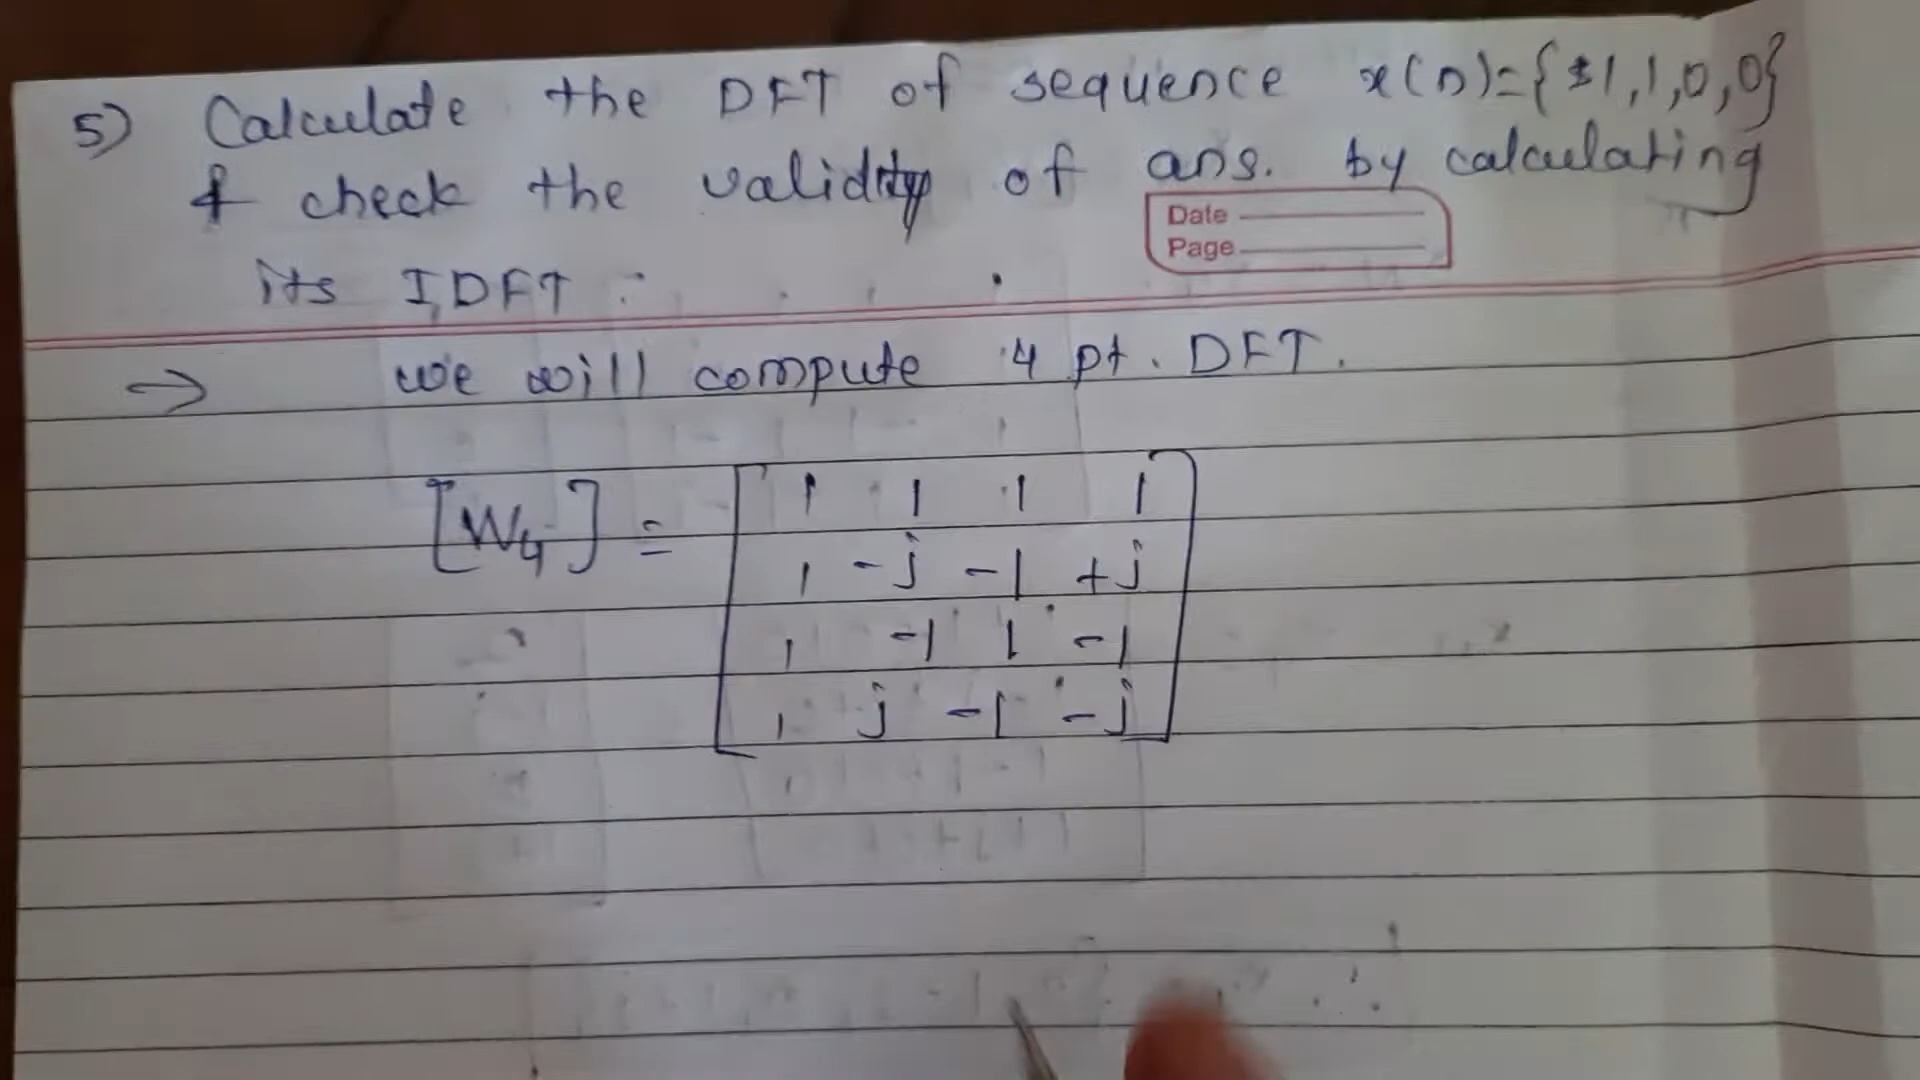 5) Calculate the DFT of sequence x(n)={1,1,0,0}
& check the validity of ans. by calculating
Date
Page
its IDFT.
→ we will compute 4 pt. DFT.
[W4] =
1 1 1 1
1 -j -1 +j
1 -1 1 -1
1 j -1 -j